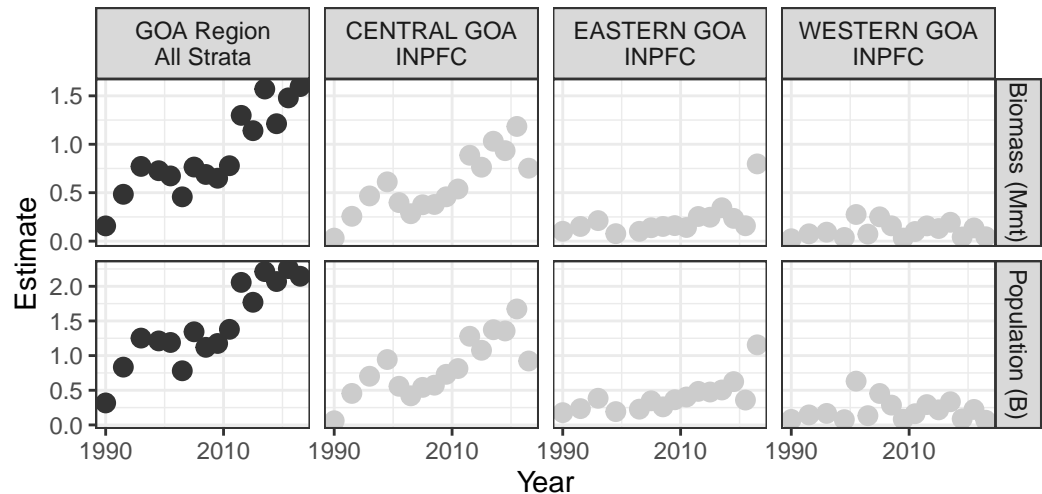 GOA Region
All Strata
CENTRAL GOA
INPFC
EASTERN GOA
INPFC
WESTERN GOA
INPFC
Estimate
1.5
1.0
0.5
0.0
Biomass (Mmt)
2.0
1.5
1.0
0.5
0.0
Population (B)
1990 2010 1990 2010 1990 2010 1990 2010
Year